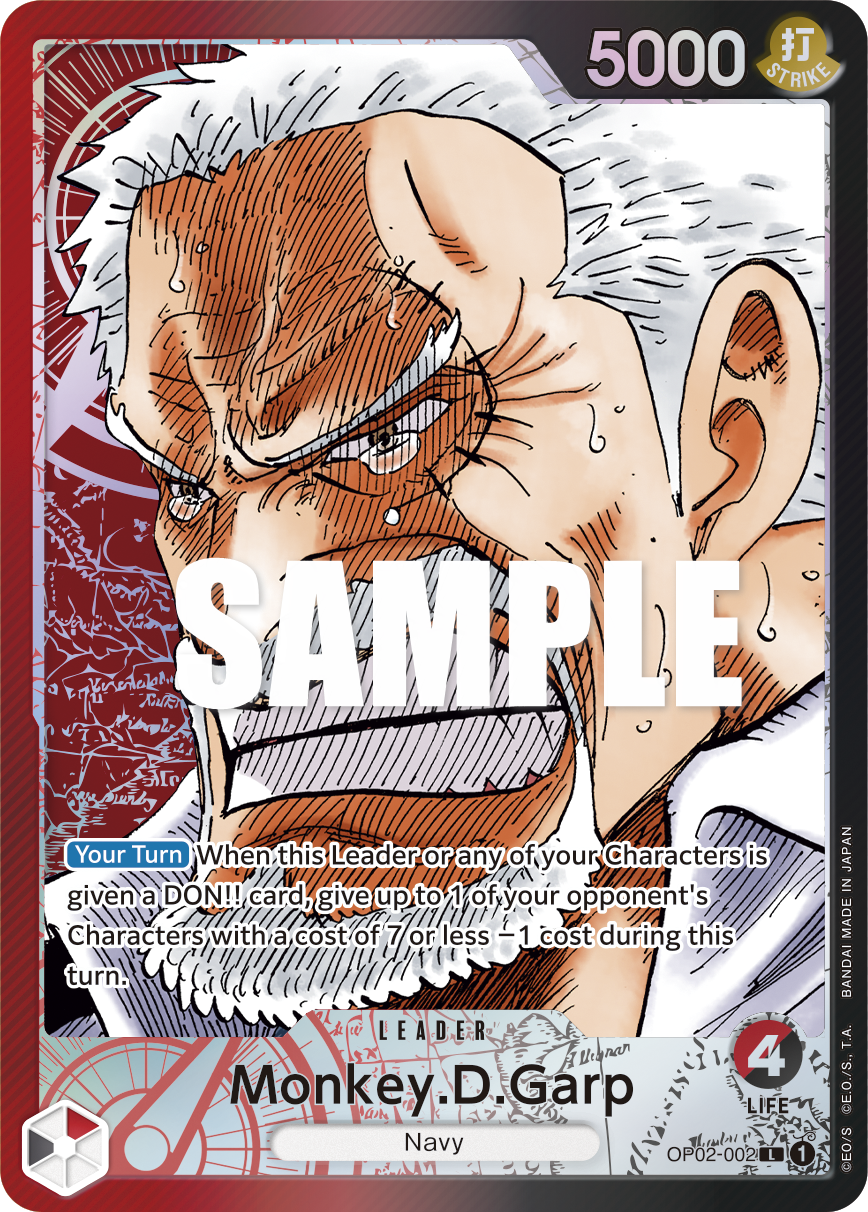 5000
打
STRIKE
SAMPLE
Your Turn When this Leader or any of your Characters is
given a DON!! card, give up to 1 of your opponent's
Characters with a cost of 7 or less −1 cost during this
turn.
LEADER
4
LIFE
Monkey.D.Garp
Navy
OP02-002 L 1
©EO/S ©E.O./S., T.A. BANDAI MADE IN JAPAN